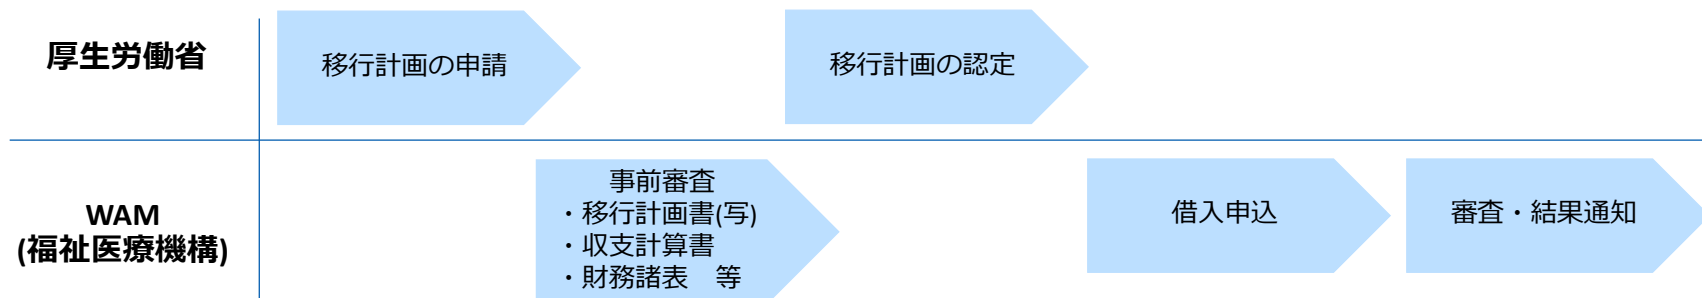 厚生労働省
移行計画の申請
移行計画の認定
WAM
(福祉医療機構)
事前審査
・移行計画書(写)
・収支計算書
・財務諸表　等
借入申込
審査・結果通知